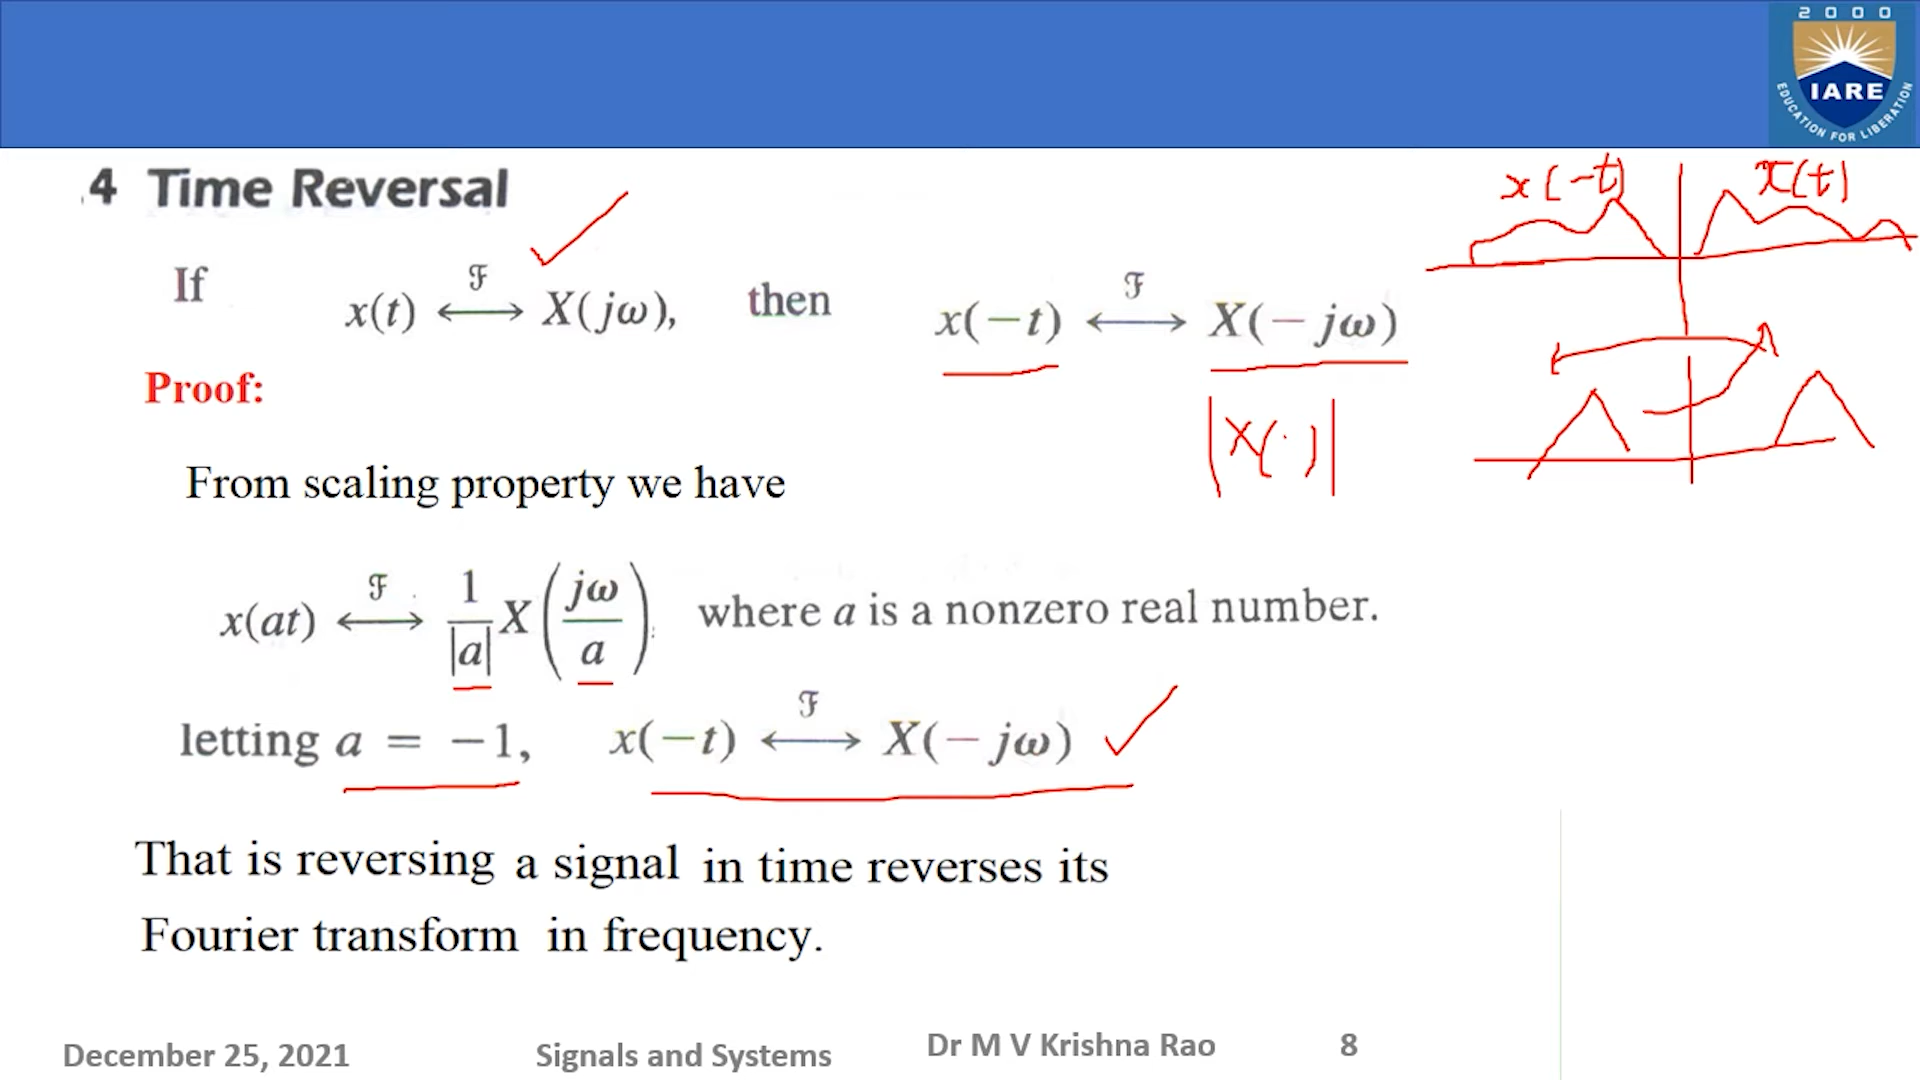 2000
IARE
EDUCATION FOR LIBERATION
.4 Time Reversal
x(-t) x(t)
If x(t) ℱ⟷ X(jω), then x(−t) ℱ⟷ X(−jω)
Proof:
|X(·)|
From scaling property we have
x(at) ℱ⟷ 1/|a| X(jω/a) where a is a nonzero real number.
letting a = −1, x(−t) ℱ⟷ X(−jω)
That is reversing a signal in time reverses its
Fourier transform in frequency.
December 25, 2021 Signals and Systems Dr M V Krishna Rao 8